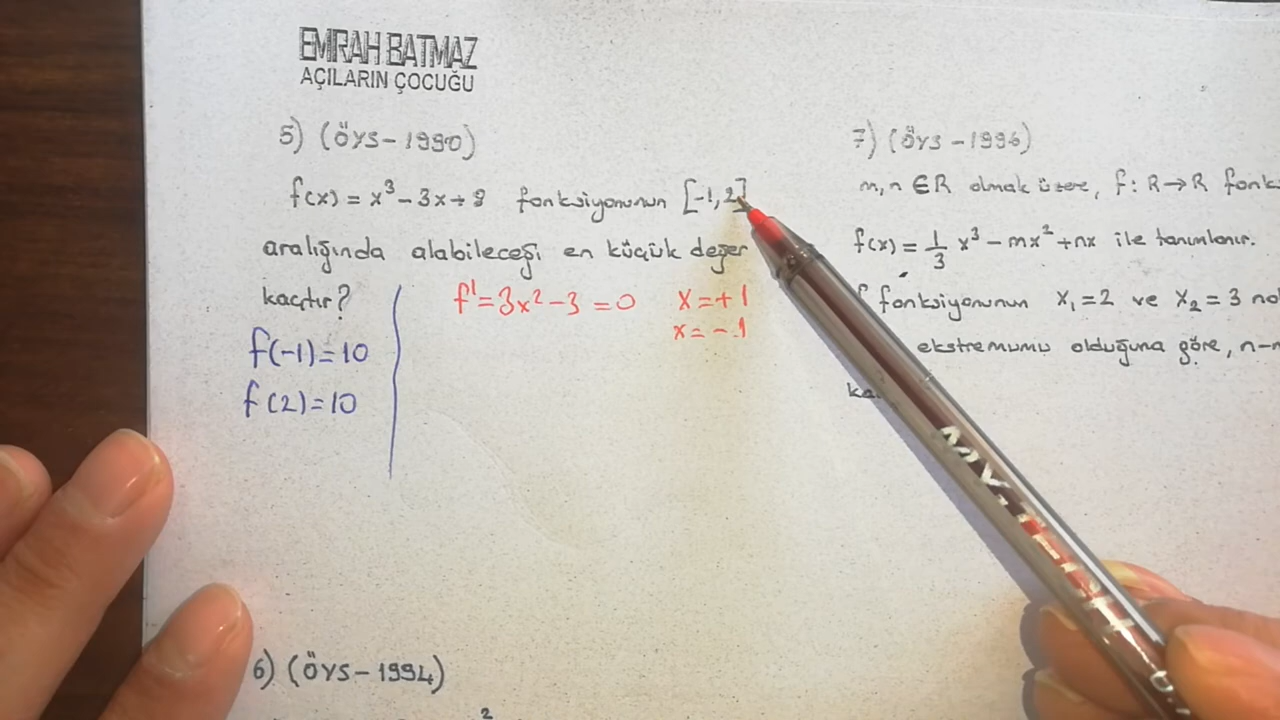 EMRAH BATMAZ
AÇILARIN ÇOCUĞU
5) (ÖYS-1990)
f(x) = x³ - 3x + 8 fonksiyonunun [-1, 2]
aralığında alabileceği en küçük değer
kaçtır?
f' = 3x² - 3 = 0 x = +1
x = -1
f(-1) = 10
f(2) = 10
6) (ÖYS-1994)
2
7) (ÖYS-1996)
m, n ∈ R olmak üzere, f: R→R
f(x) = 1/3 x³ - mx² + nx ile tanımlanır.
fonksiyonunun x₁ = 2 ve x₂ = 3
ekstremumu olduğuna göre, n-